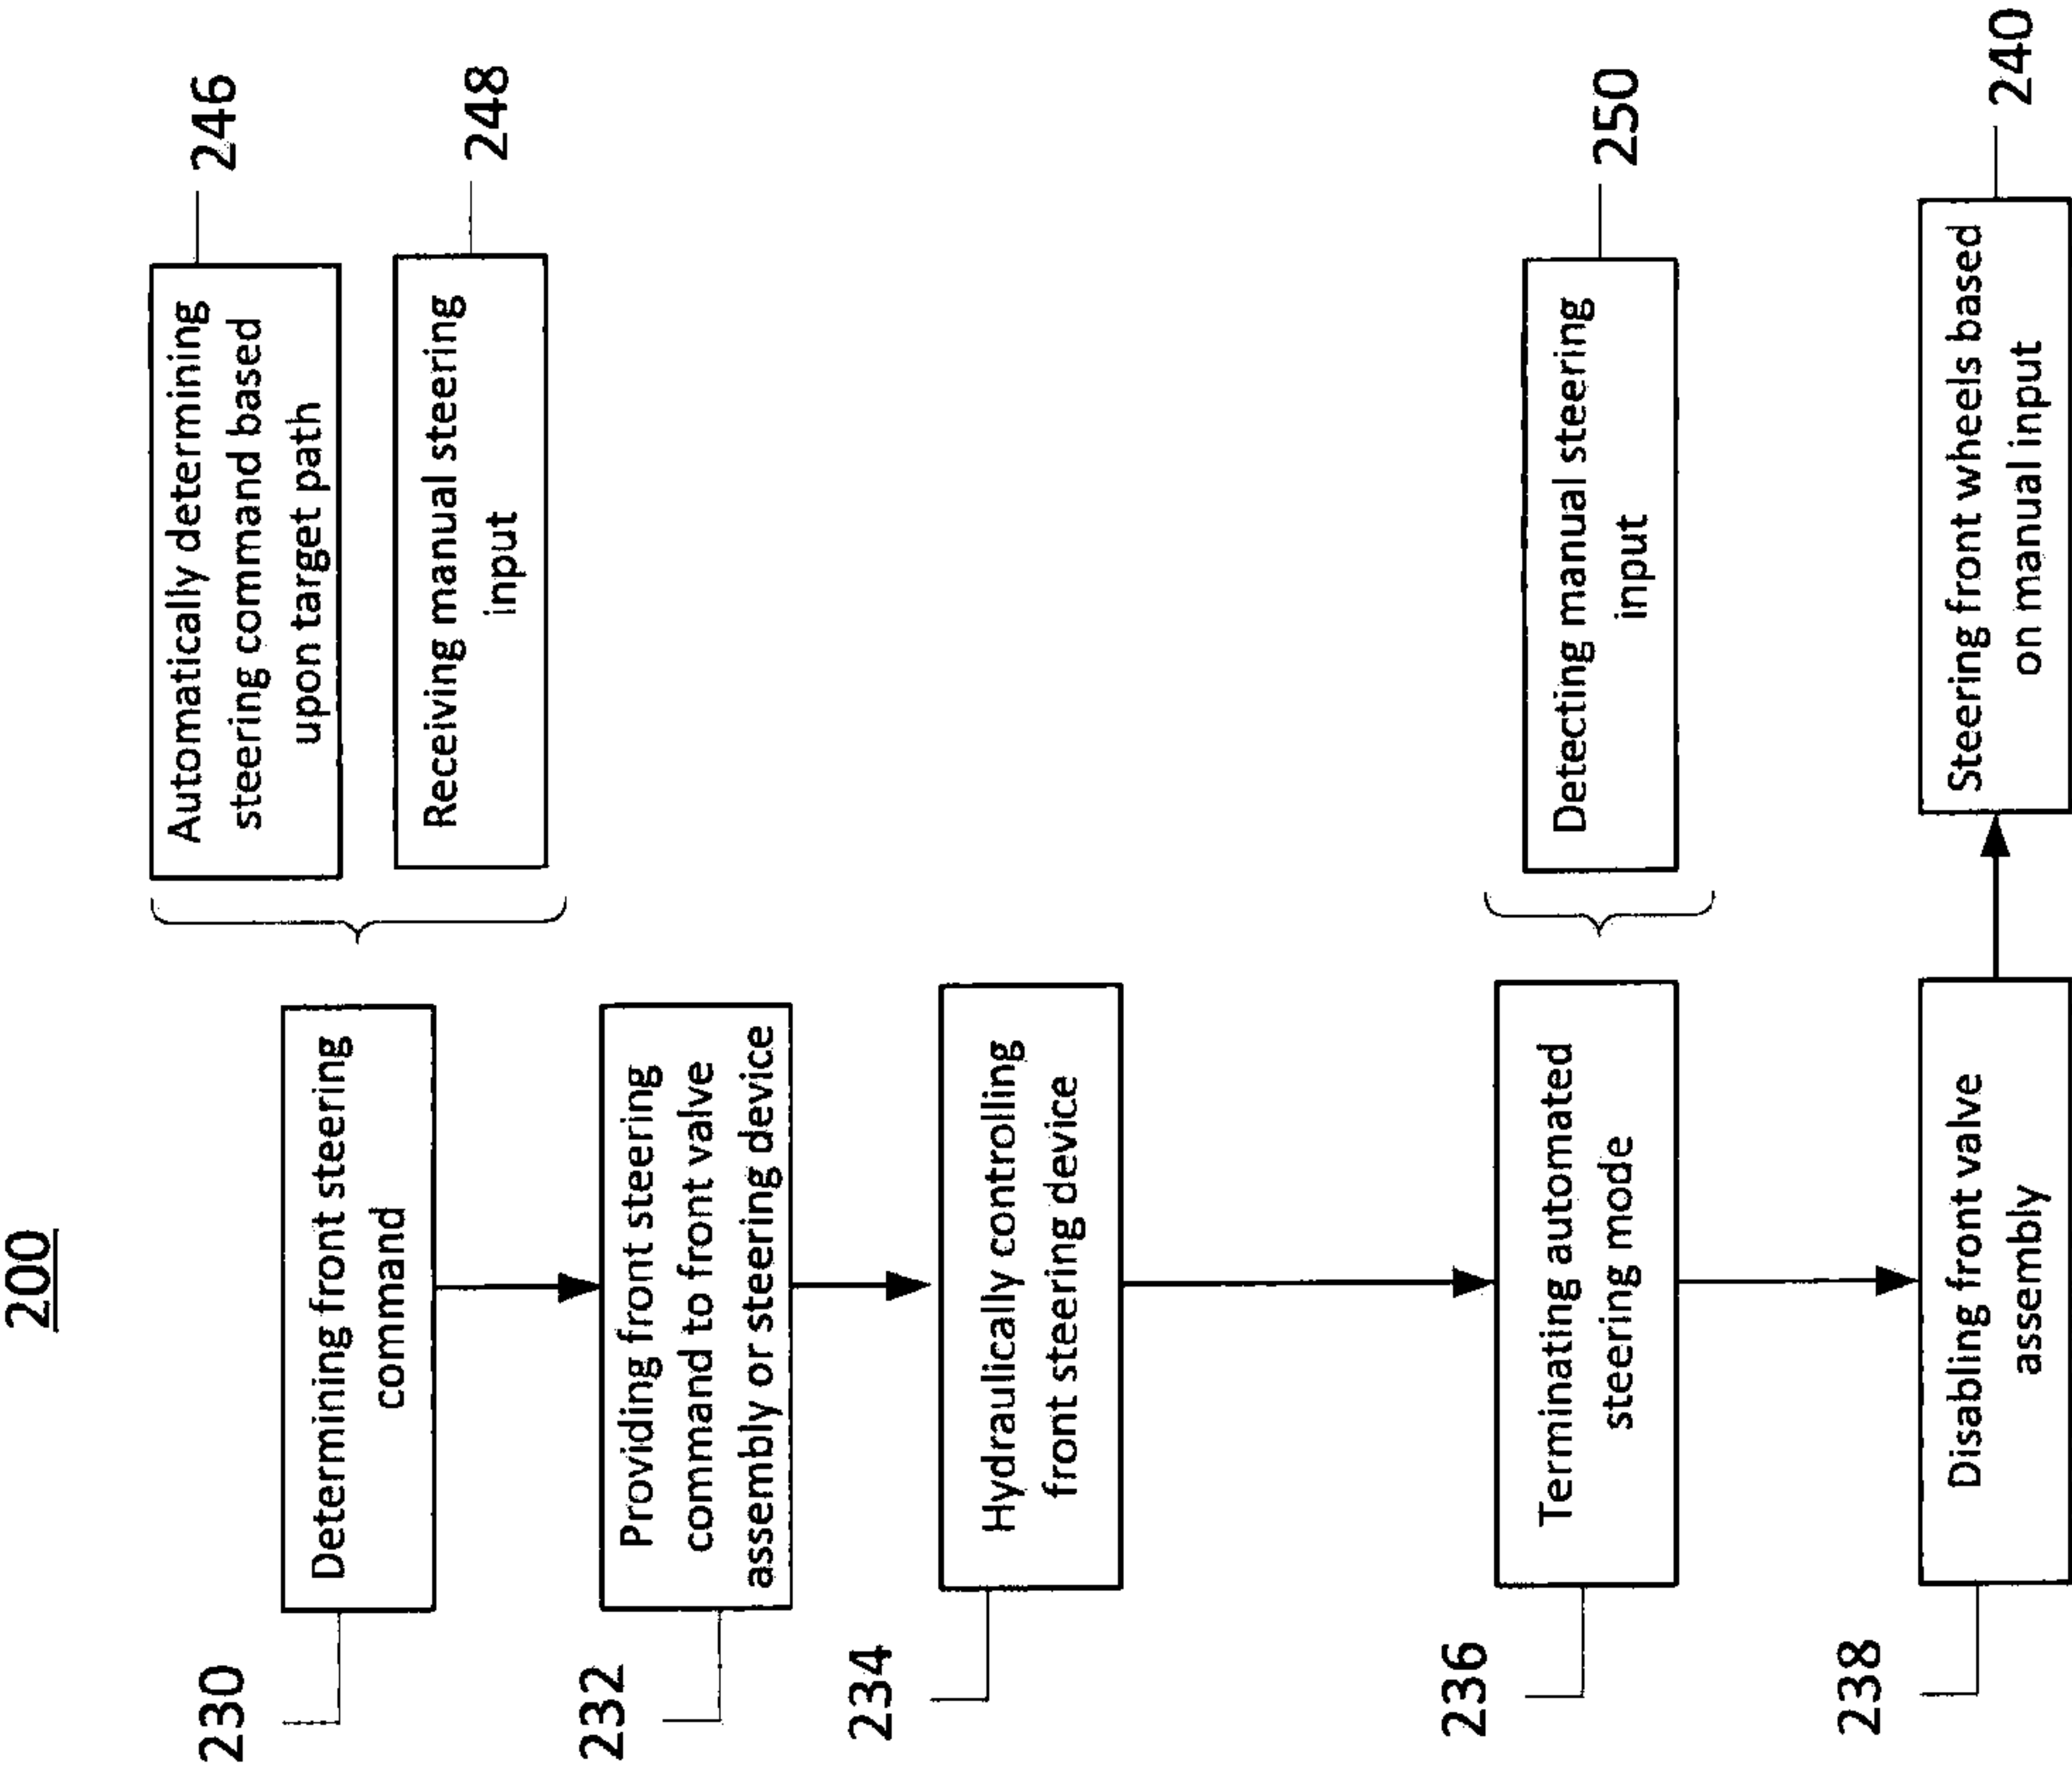 200
Automatically determining
steering command based
upon target path
246
Receiving manual steering
input
248
230
Determining front steering
command
232
Providing front steering
command to front valve
assembly or steering device
234
Hydraulically controlling
front steering device
236
Terminating automated
steering mode
Detecting manual steering
input
250
238
Disabling front valve
assembly
Steering front wheels based
on manual input
240